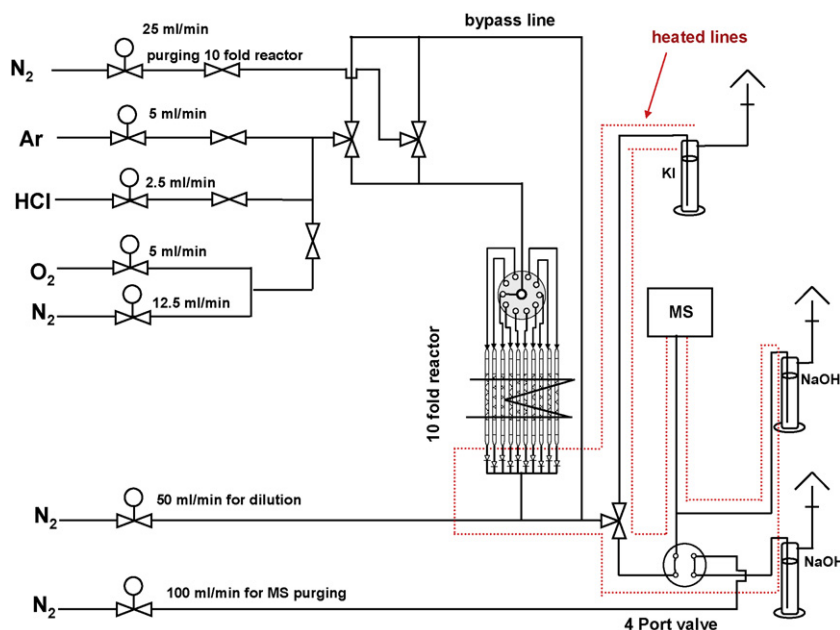 bypass line
25 ml/min
N2
purging 10 fold reactor
heated lines
Ar
5 ml/min
HCl
2.5 ml/min
KI
O2
5 ml/min
N2
12.5 ml/min
MS
10 fold reactor
NaOH
N2
50 ml/min for dilution
NaOH
N2
100 ml/min for MS purging
4 Port valve